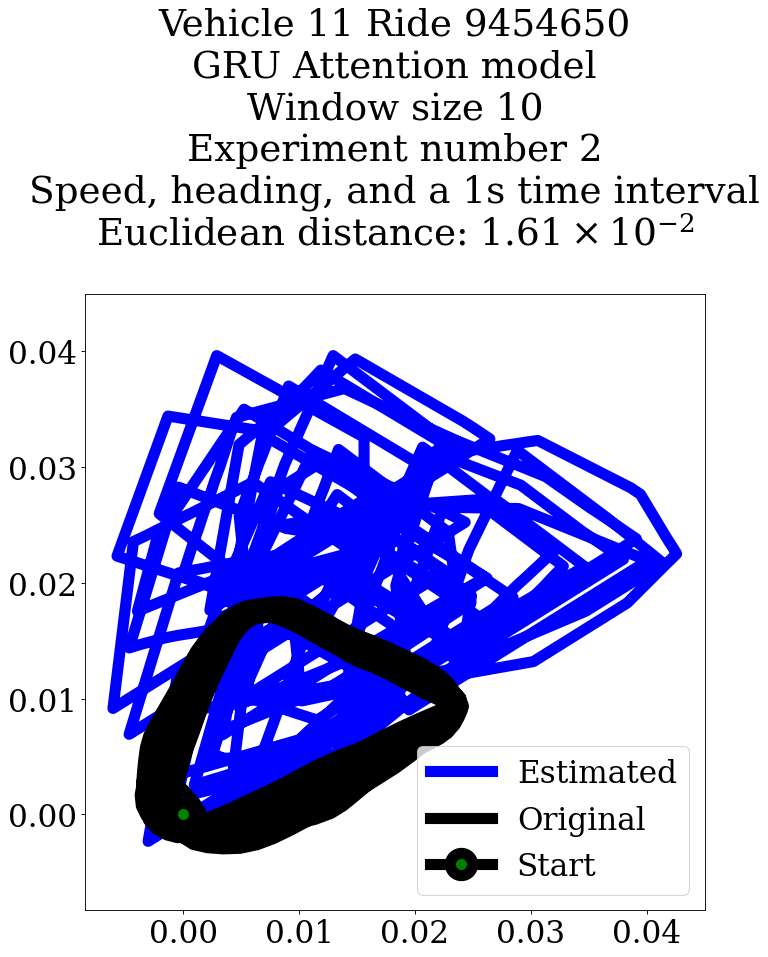 Vehicle 11 Ride 9454650
GRU Attention model
Window size 10
Experiment number 2
Speed, heading, and a 1s time interval
Euclidean distance: 1.61 × 10⁻²
0.04
0.03
0.02
0.01
0.00
Estimated
Original
Start
0.00 0.01 0.02 0.03 0.04